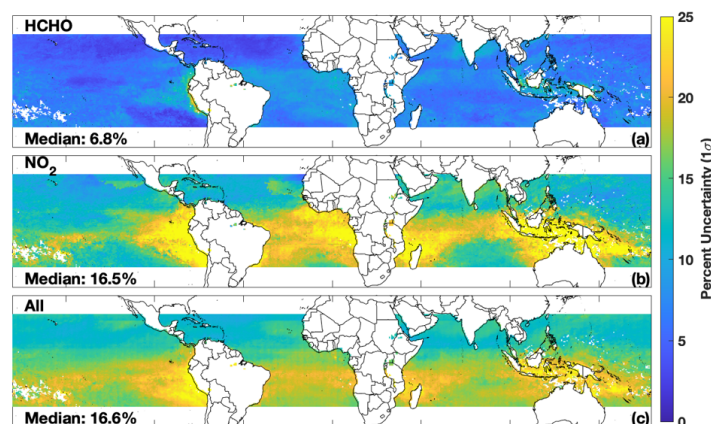 HCHO
Median: 6.8%
(a)
NO2
Median: 16.5%
(b)
All
Median: 16.6%
(c)
25
20
15
10
5
0
Percent Uncertainty (1σ)